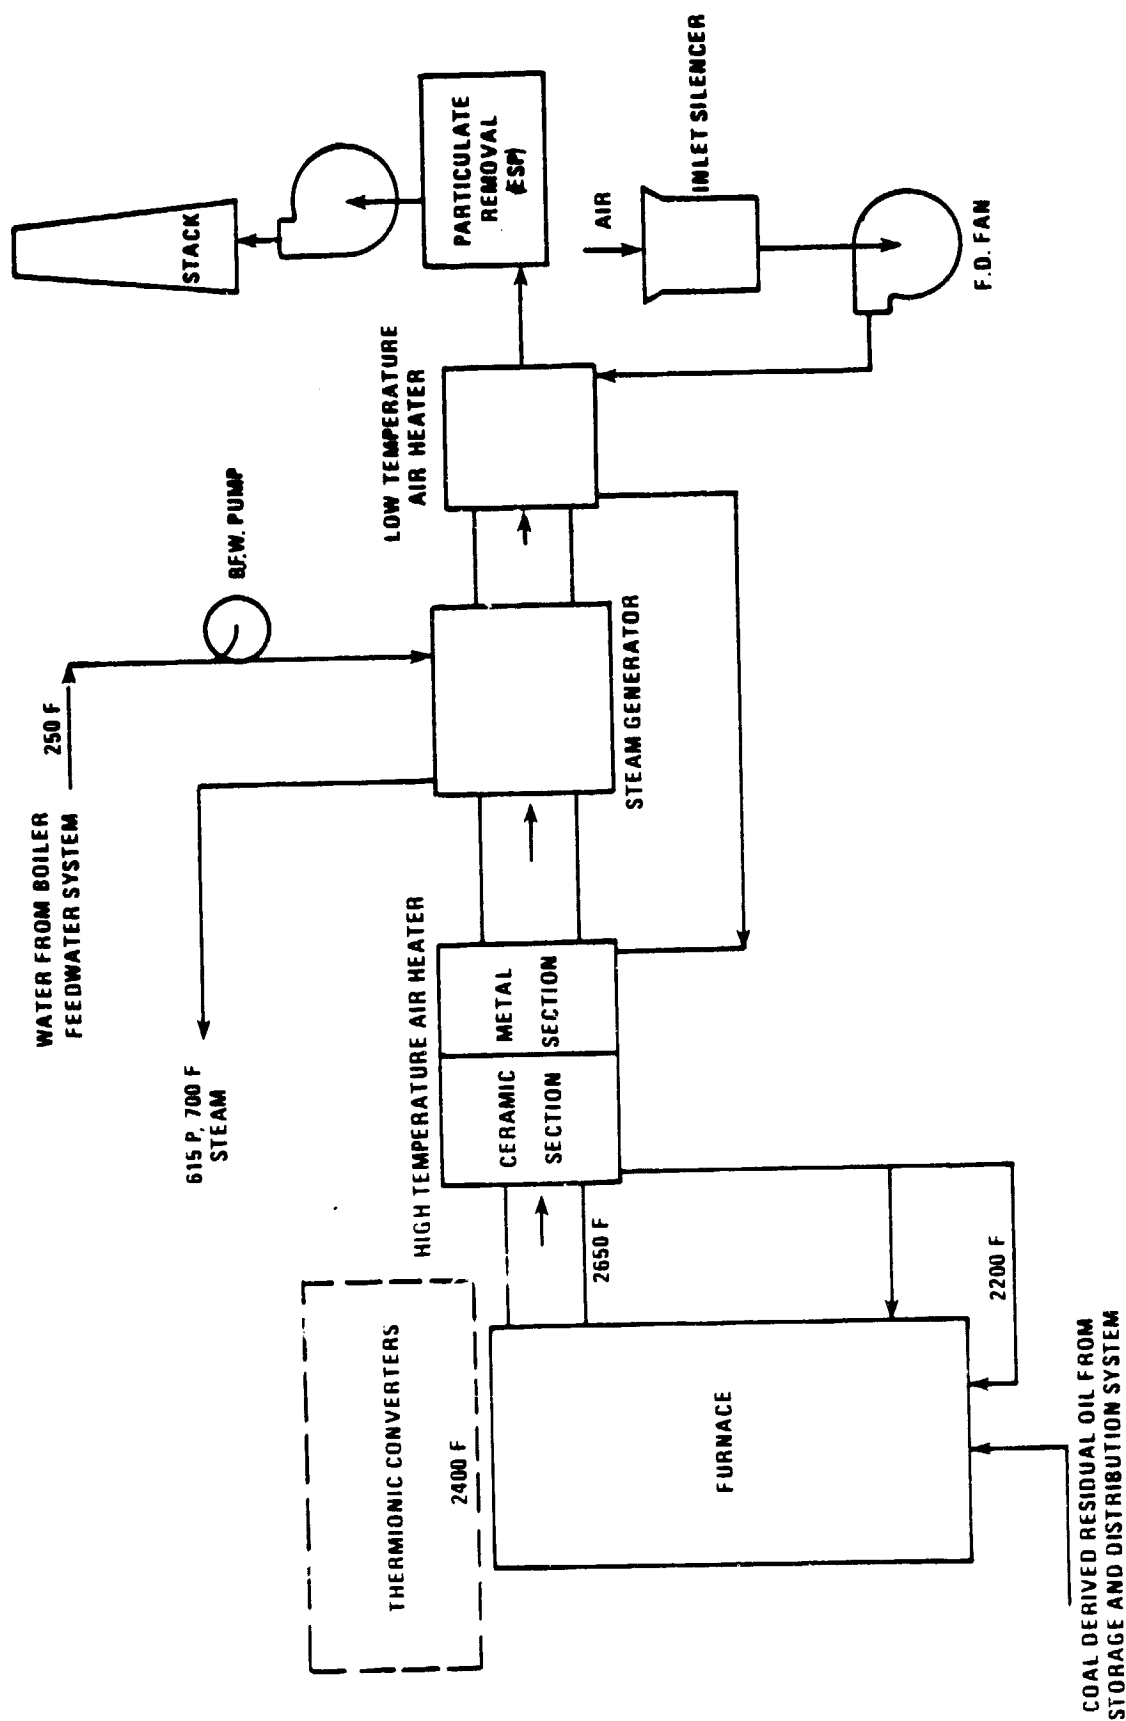 STACK
PARTICULATE
REMOVAL
(ESP)
AIR
INLET SILENCER
F.D. FAN
LOW TEMPERATURE
AIR HEATER
B.F.W. PUMP
250 F
WATER FROM BOILER
FEEDWATER SYSTEM
615 P, 700 F
STEAM
STEAM GENERATOR
HIGH TEMPERATURE AIR HEATER
METAL
SECTION
CERAMIC
SECTION
2650 F
2200 F
THERMIONIC CONVERTERS
2400 F
FURNACE
COAL DERIVED RESIDUAL OIL FROM
STORAGE AND DISTRIBUTION SYSTEM